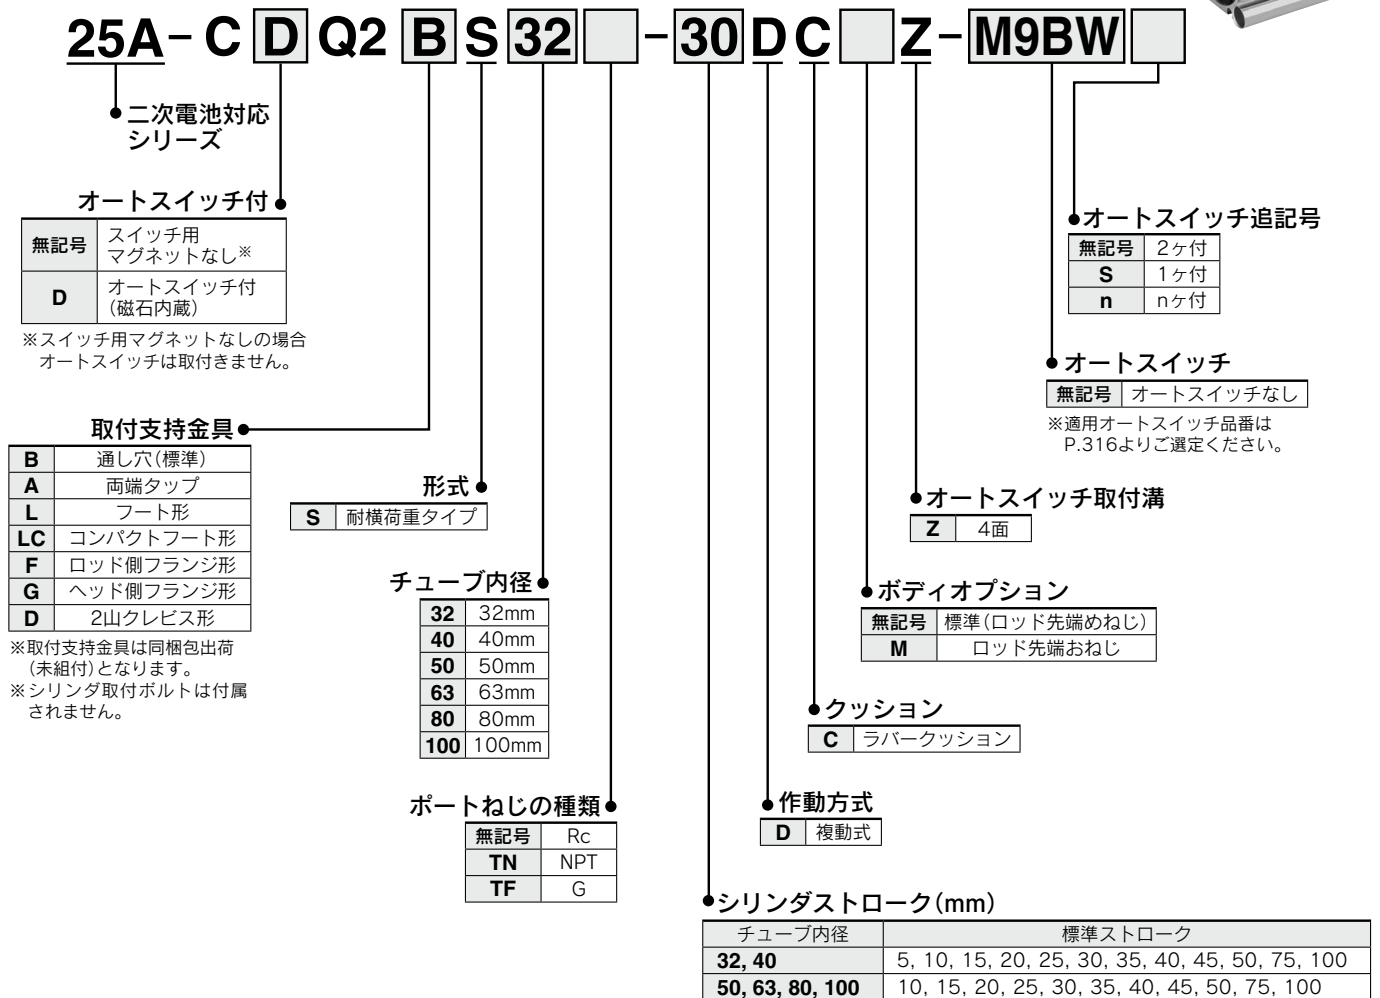 25A-CDQ2BS32□-30DC□Z-M9BW□
二次電池対応
シリーズ
オートスイッチ付
無記号 スイッチ用
マグネットなし※
D オートスイッチ付
(磁石内蔵)
※スイッチ用マグネットなしの場合
オートスイッチは取付きません。
オートスイッチ追記号
無記号 2ヶ付
S 1ヶ付
n nヶ付
オートスイッチ
無記号 オートスイッチなし
※適用オートスイッチ品番は
P.316よりご選定ください。
取付支持金具
B 通し穴(標準)
A 両端タップ
L フート形
LC コンパクトフート形
F ロッド側フランジ形
G ヘッド側フランジ形
D 2山クレビス形
※取付支持金具は同梱包出荷
(未組付)となります。
※シリンダ取付ボルトは付属
されません。
形式
S 耐横荷重タイプ
オートスイッチ取付溝
Z 4面
チューブ内径
32 32mm
40 40mm
50 50mm
63 63mm
80 80mm
100 100mm
ボディオプション
無記号 標準(ロッド先端めねじ)
M ロッド先端おねじ
クッション
C ラバークッション
ポートねじの種類
無記号 Rc
TN NPT
TF G
作動方式
D 複動式
シリンダストローク(mm)
チューブ内径 標準ストローク
32, 40 5, 10, 15, 20, 25, 30, 35, 40, 45, 50, 75, 100
50, 63, 80, 100 10, 15, 20, 25, 30, 35, 40, 45, 50, 75, 100